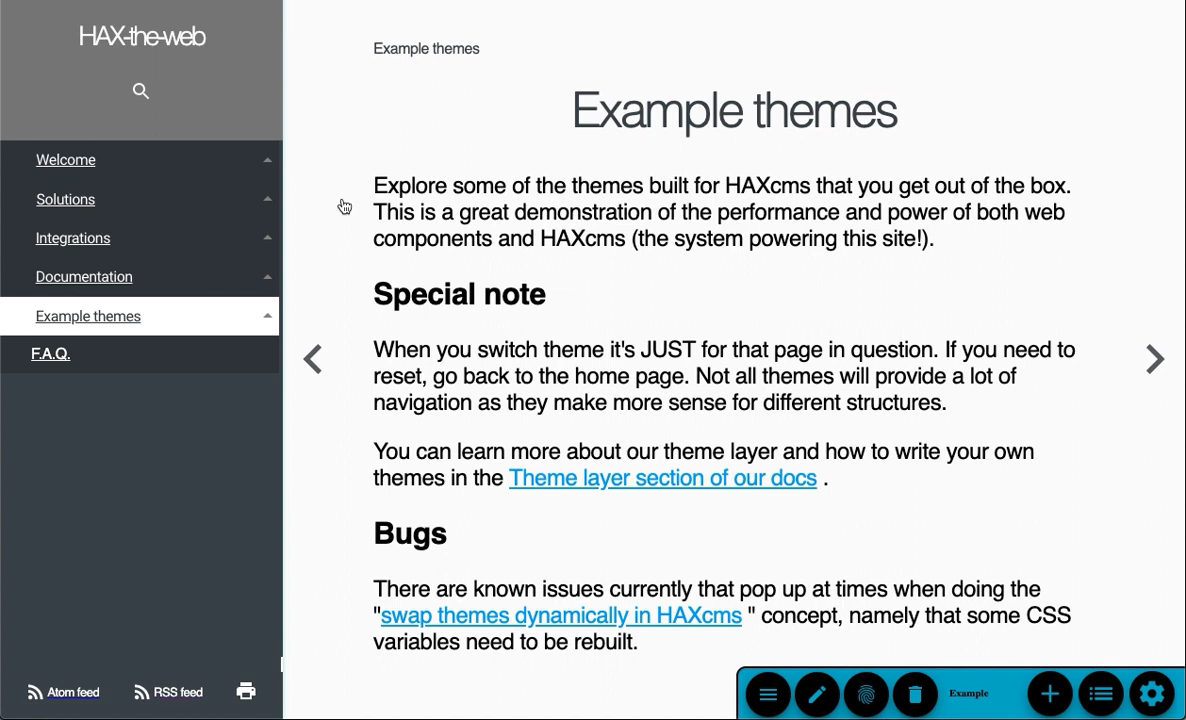 HAX-the-web
Welcome
Solutions
Integrations
Documentation
Example themes
F.A.Q.
Atom feed
RSS feed
Example themes
Example themes
Explore some of the themes built for HAXcms that you get out of the box.
This is a great demonstration of the performance and power of both web
components and HAXcms (the system powering this site!).
Special note
When you switch theme it's JUST for that page in question. If you need to
reset, go back to the home page. Not all themes will provide a lot of
navigation as they make more sense for different structures.
You can learn more about our theme layer and how to write your own
themes in the Theme layer section of our docs .
Bugs
There are known issues currently that pop up at times when doing the
"swap themes dynamically in HAXcms " concept, namely that some CSS
variables need to be rebuilt.
Example